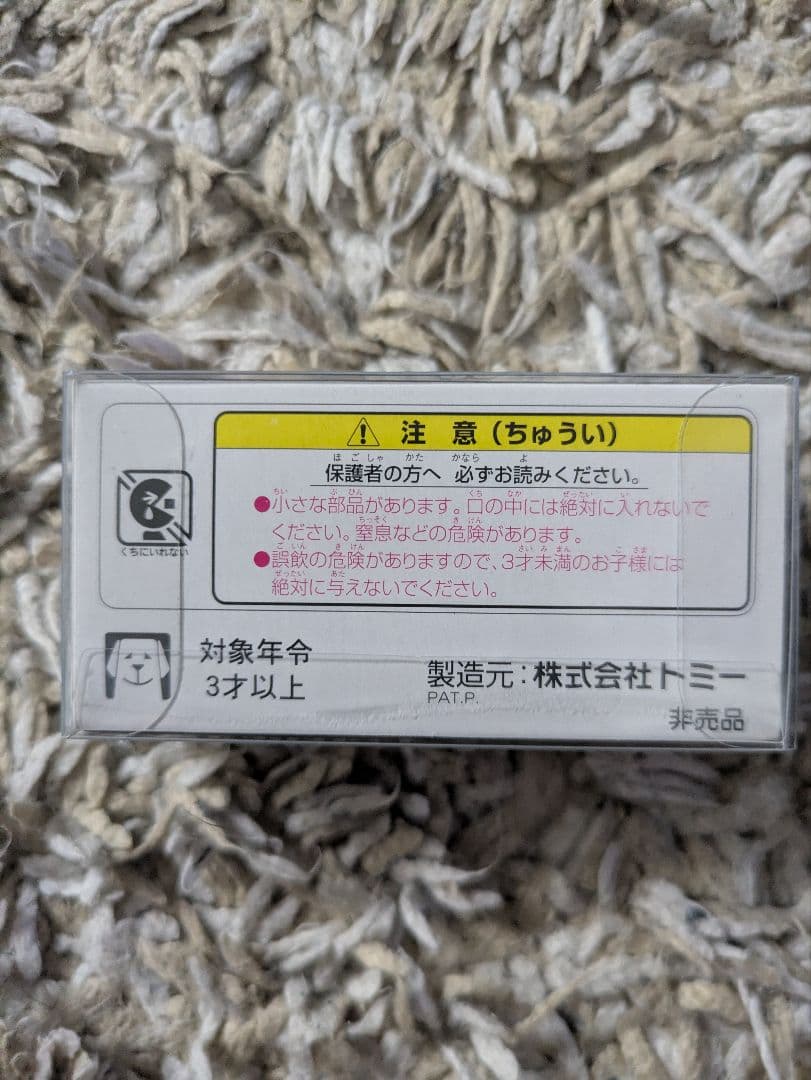 注 意(ちゅうい)
保護者の方へ 必ずお読みください。
●小さな部品があります。口の中には絶対に入れないで
ください。窒息などの危険があります。
●誤飲の危険がありますので、3才未満のお子様には
絶対に与えないでください。
くちにいれない
対象年令
3才以上
製造元:株式会社トミー
PAT.P.
非売品